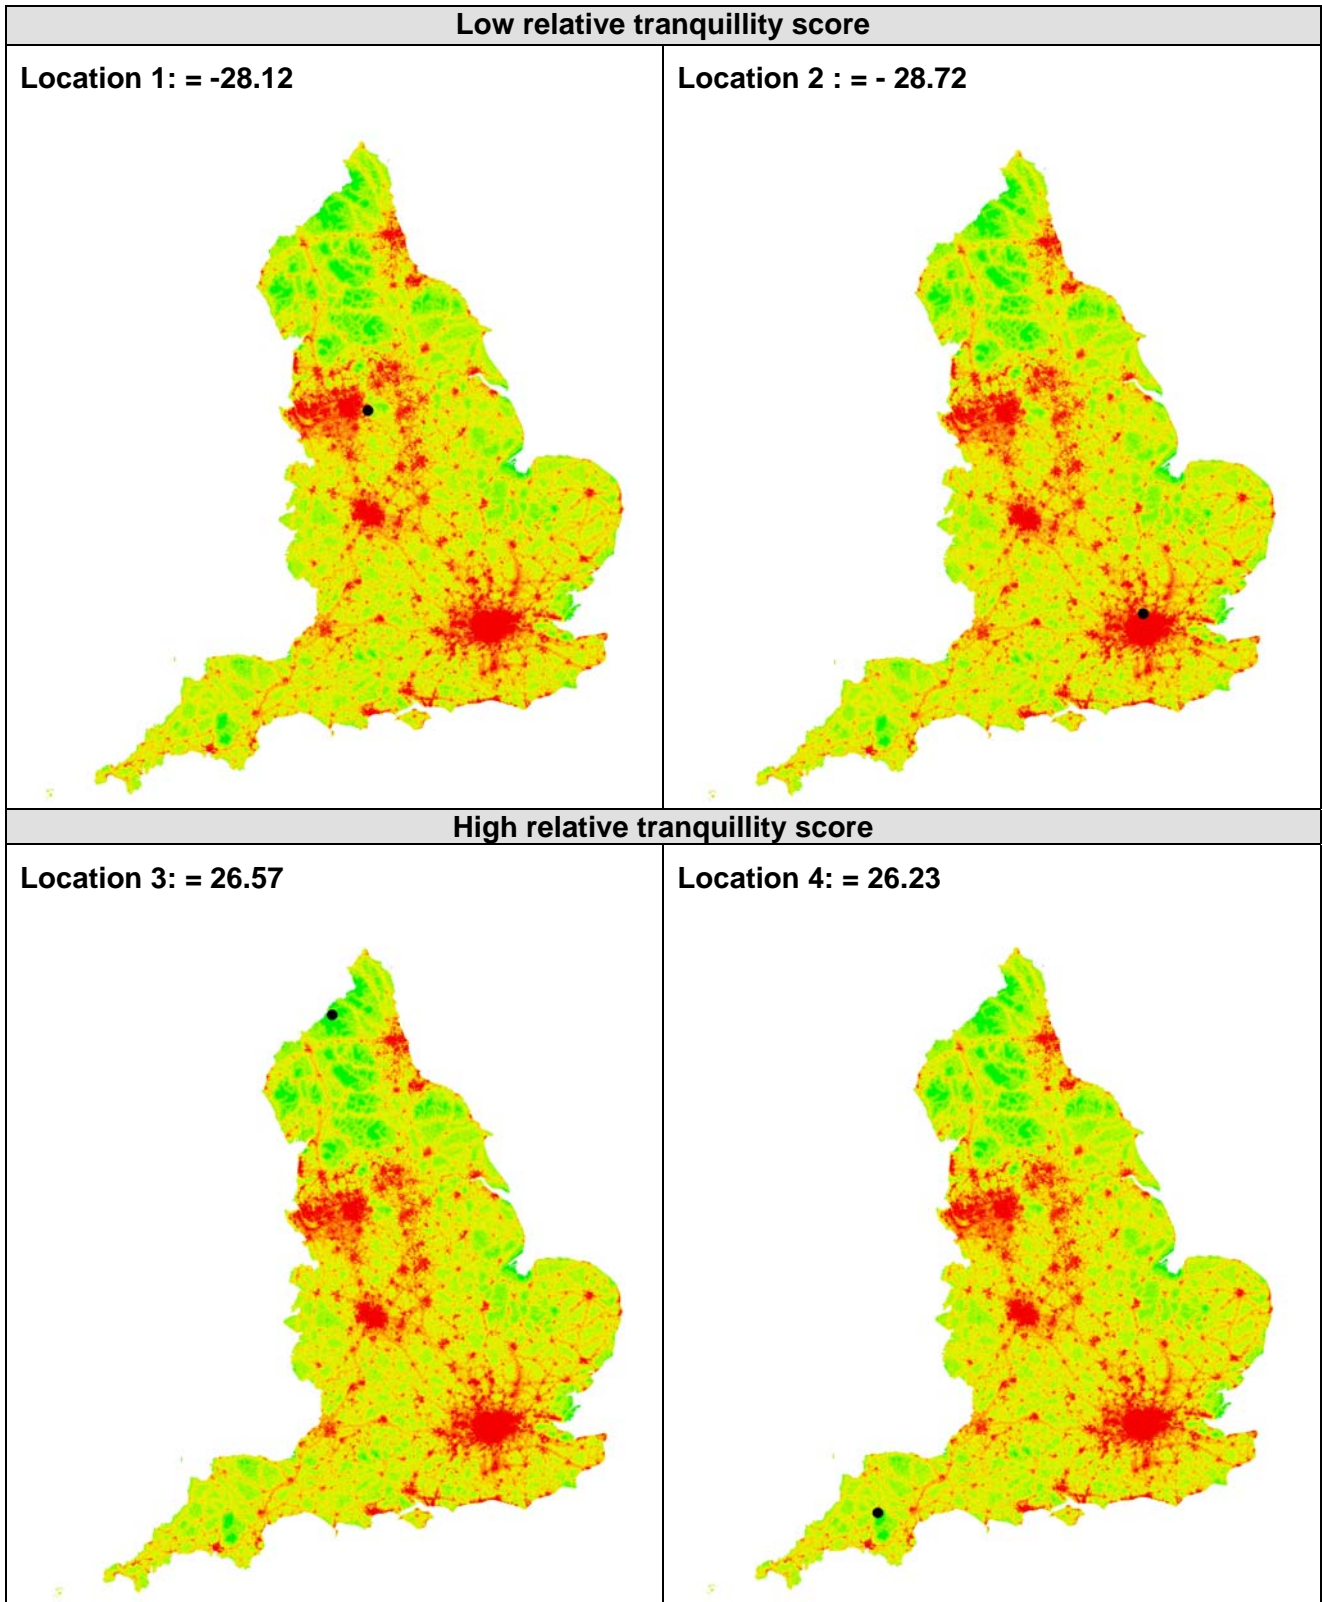 Low relative tranquillity score
Location 1: = -28.12
Location 2 : = - 28.72
High relative tranquillity score
Location 3: = 26.57
Location 4: = 26.23